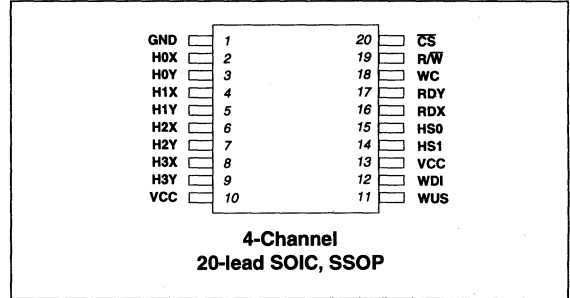 GND 1 20 C̅S̅
H0X 2 19 R/W̅
H0Y 3 18 WC
H1X 4 17 RDY
H1Y 5 16 RDX
H2X 6 15 HS0
H2Y 7 14 HS1
H3X 8 13 VCC
H3Y 9 12 WDI
VCC 10 11 WUS
4-Channel
20-lead SOIC, SSOP